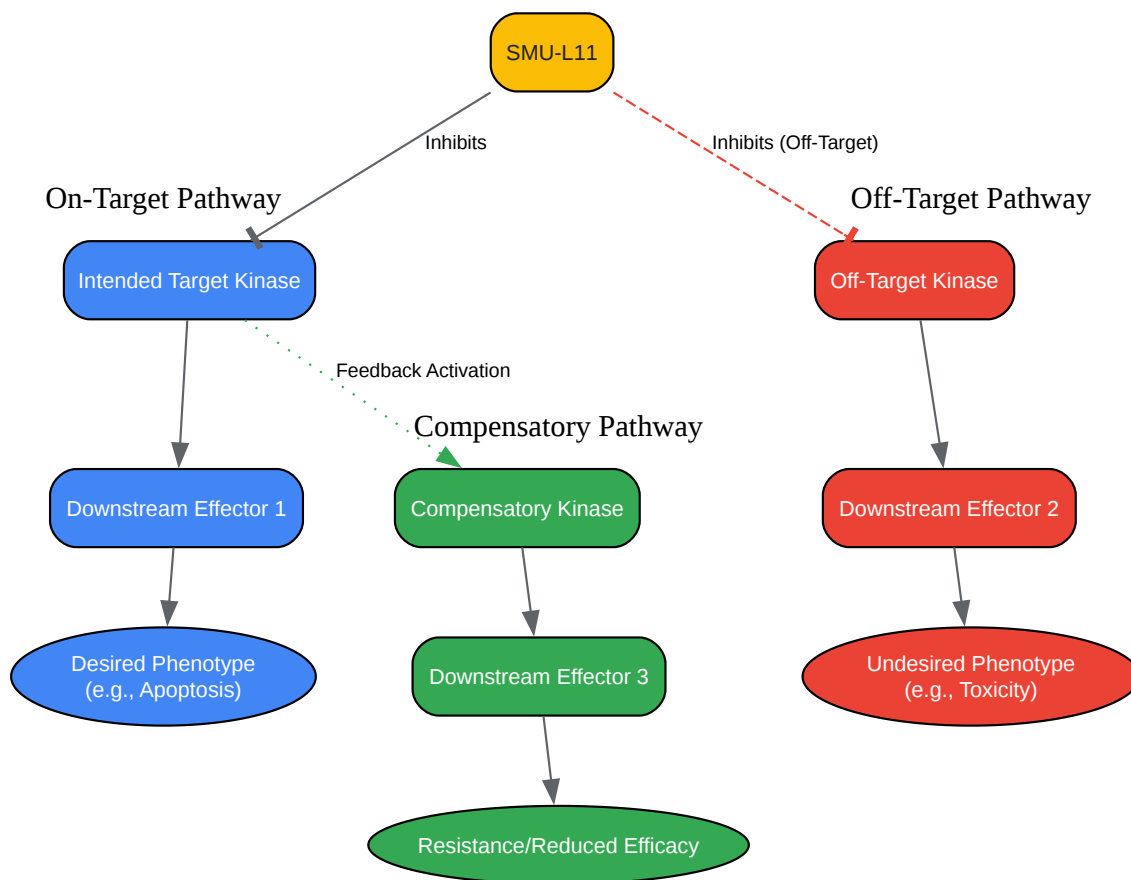 SMU-L11
Inhibits
Inhibits (Off-Target)
On-Target Pathway
Off-Target Pathway
Intended Target Kinase
Off-Target Kinase
Feedback Activation
Compensatory Pathway
Downstream Effector 1
Compensatory Kinase
Downstream Effector 2
Desired Phenotype
(e.g., Apoptosis)
Downstream Effector 3
Undesired Phenotype
(e.g., Toxicity)
Resistance/Reduced Efficacy